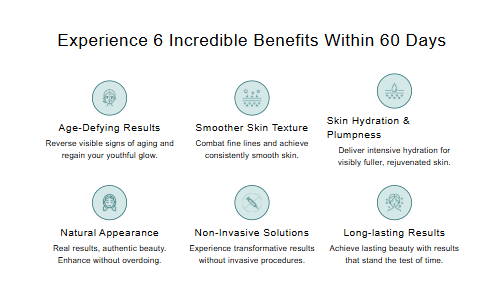 Experience 6 Incredible Benefits Within 60 Days
Age-Defying Results
Reverse visible signs of aging and
regain your youthful glow.
Smoother Skin Texture
Combat fine lines and achieve
consistently smooth skin.
Skin Hydration &
Plumpness
Deliver intensive hydration for
visibly fuller, rejuvenated skin.
Natural Appearance
Real results, authentic beauty.
Enhance without overdoing.
Non-Invasive Solutions
Experience transformative results
without invasive procedures.
Long-lasting Results
Achieve lasting beauty with results
that stand the test of time.